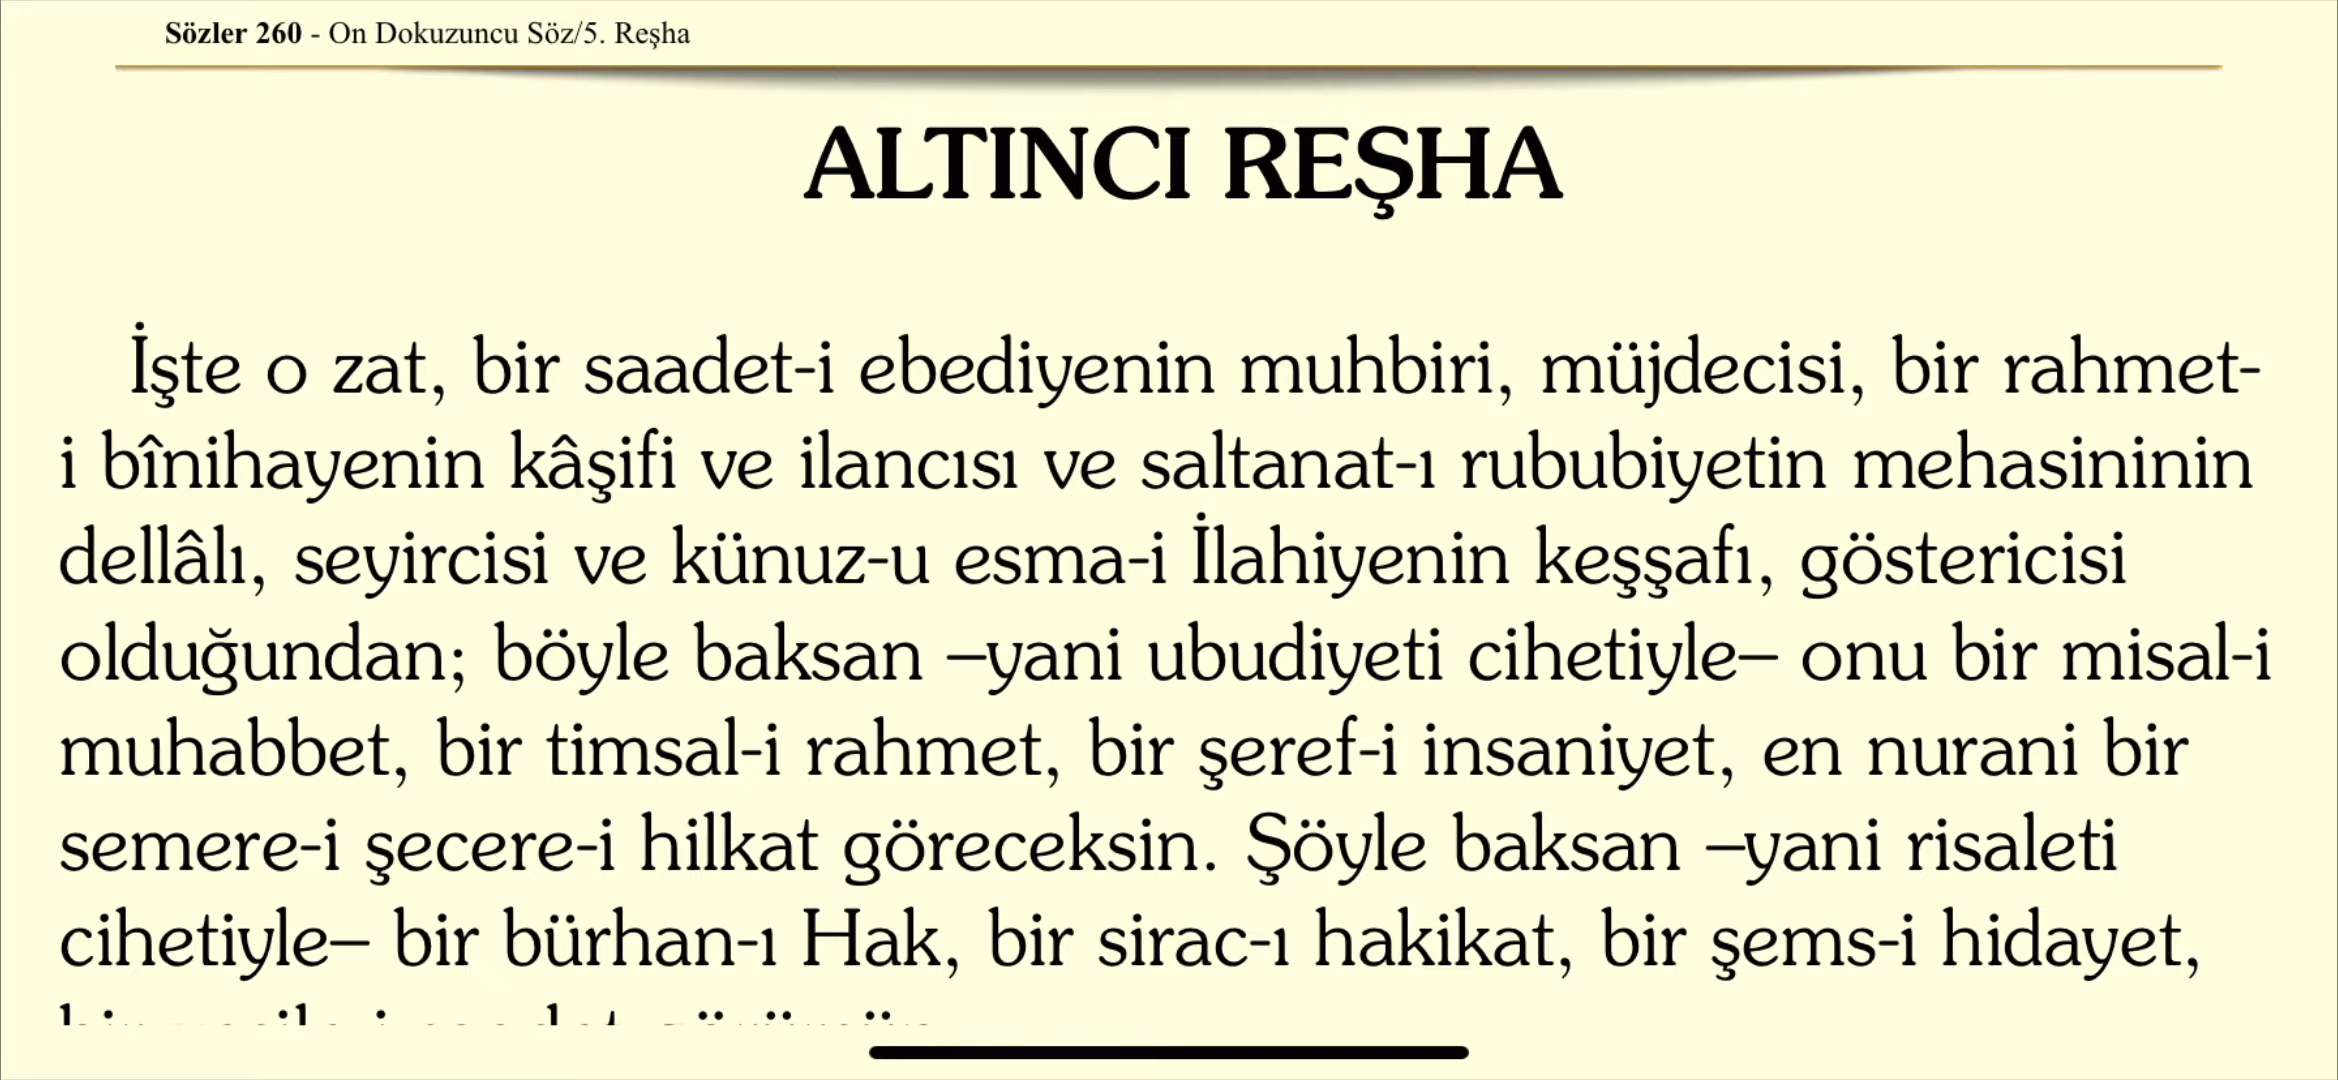 Sözler 260 - On Dokuzuncu Söz/5. Reşha
ALTINCI REŞHA
İşte o zat, bir saadet-i ebediyenin muhbiri, müjdecisi, bir rahmet-
i bînihayenin kâşifi ve ilancısı ve saltanat-ı rububiyetin mehasininin
dellâlı, seyircisi ve künuz-u esma-i İlahiyenin keşşafı, göstericisi
olduğundan; böyle baksan –yani ubudiyeti cihetiyle– onu bir misal-i
muhabbet, bir timsal-i rahmet, bir şeref-i insaniyet, en nurani bir
semere-i şecere-i hilkat göreceksin. Şöyle baksan –yani risaleti
cihetiyle– bir bürhan-ı Hak, bir sirac-ı hakikat, bir şems-i hidayet,